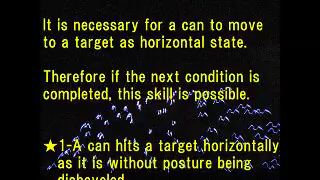 It is necessary for a can to move
to a target as horizontal state.
Therefore if the next condition is
completed, this skill is possible.
★1-A can hits a target horizontally
as it is without posture being
disheveled